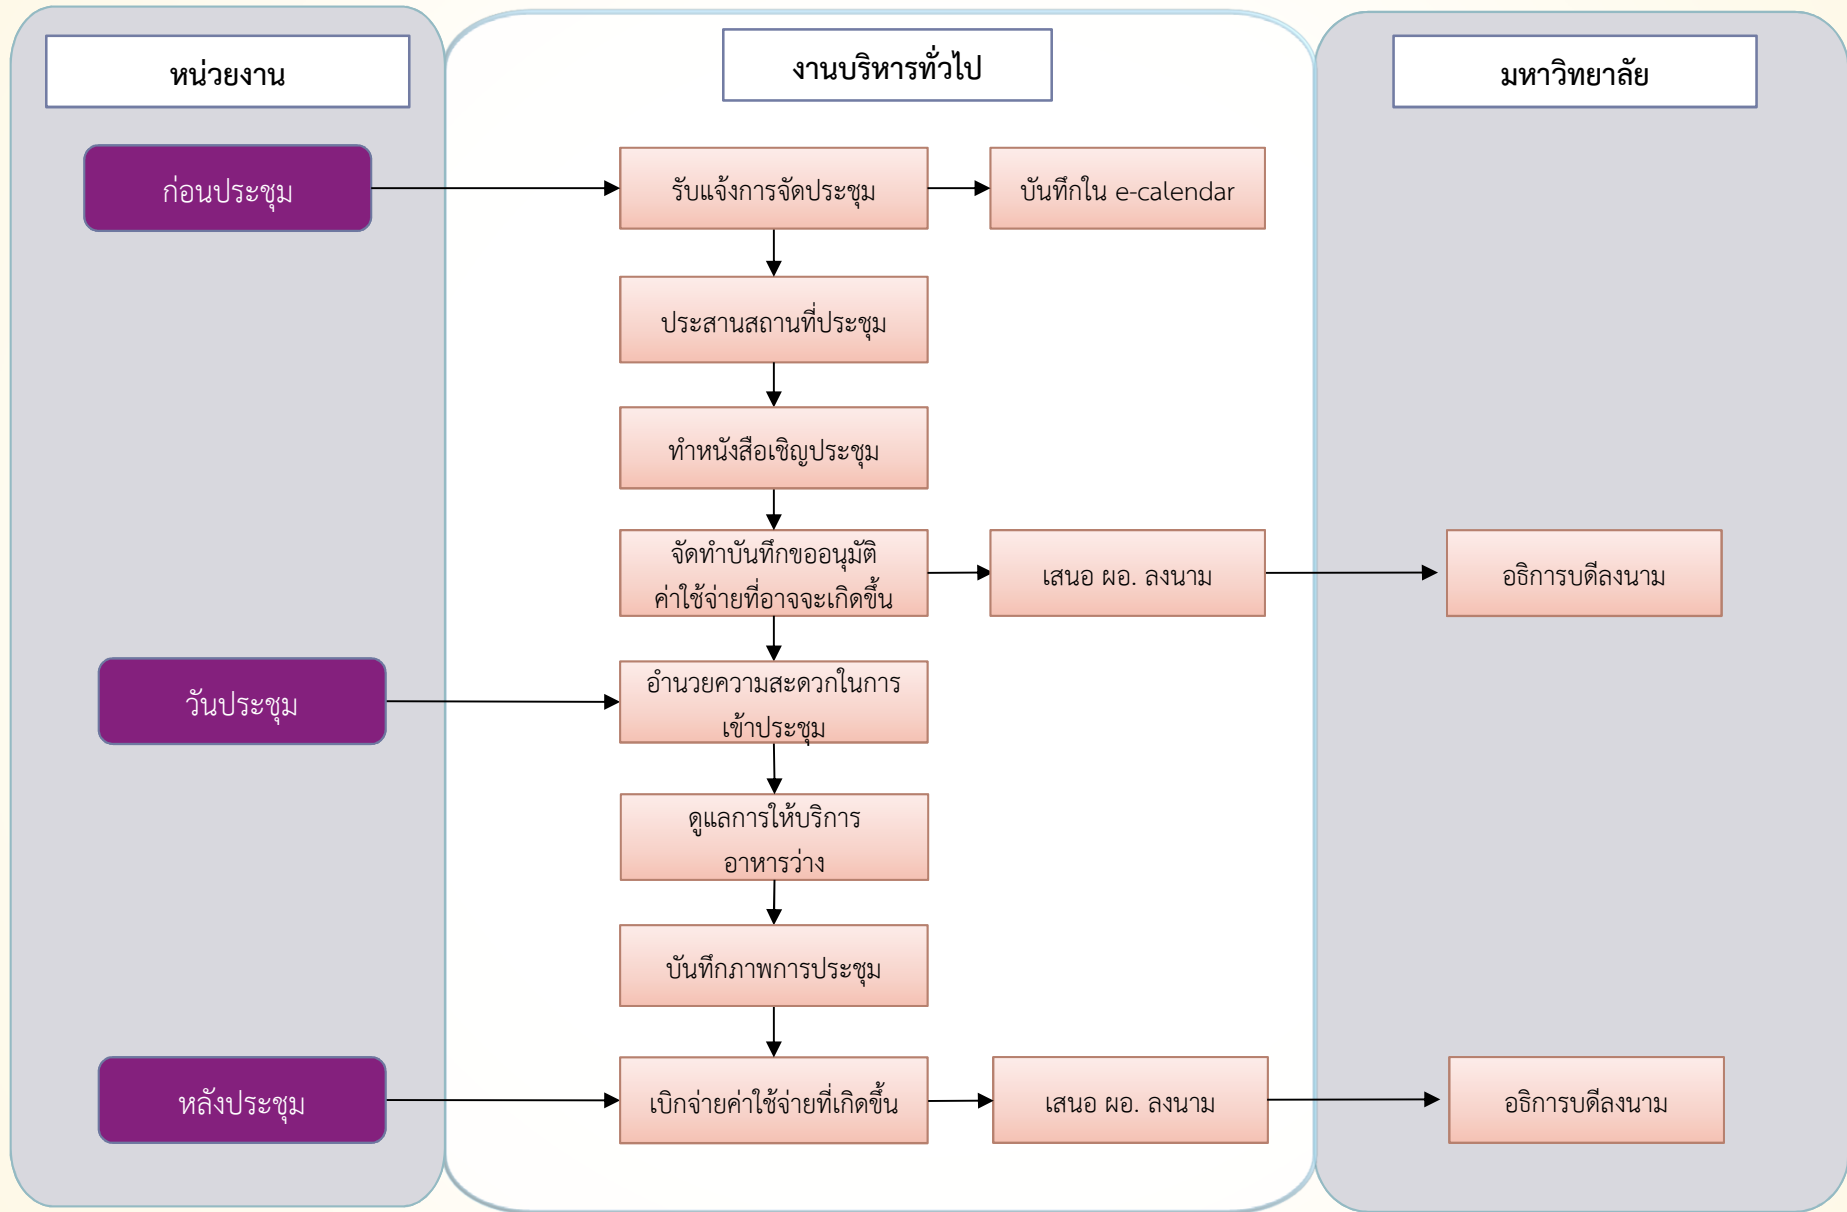 หน่วยงาน
งานบริหารทั่วไป
มหาวิทยาลัย
ก่อนประชุม
รับแจ้งการจัดประชุม
บันทึกใน e-calendar
ประสานสถานที่ประชุม
ทำหนังสือเชิญประชุม
จัดทำบันทึกขออนุมัติ
ค่าใช้จ่ายที่อาจจะเกิดขึ้น
เสนอ ผอ. ลงนาม
อธิการบดีลงนาม
วันประชุม
อำนวยความสะดวกในการ
เข้าประชุม
ดูแลการให้บริการ
อาหารว่าง
บันทึกภาพการประชุม
หลังประชุม
เบิกจ่ายค่าใช้จ่ายที่เกิดขึ้น
เสนอ ผอ. ลงนาม
อธิการบดีลงนาม